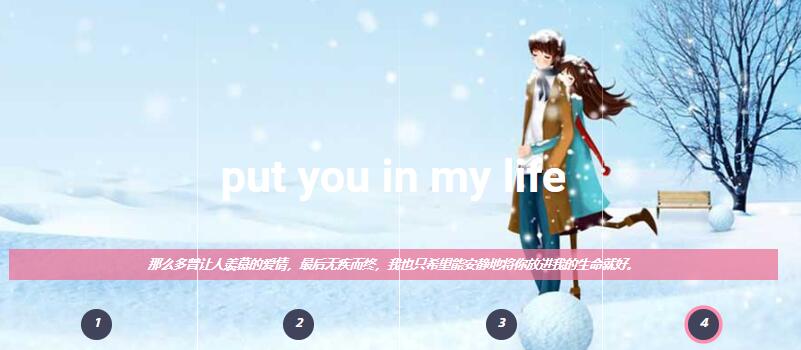 put you in my life
那么多曾让人羡慕的爱情，最后无疾而终，我也只希望能安静地将你放进我的生命就好。
1 2 3 4